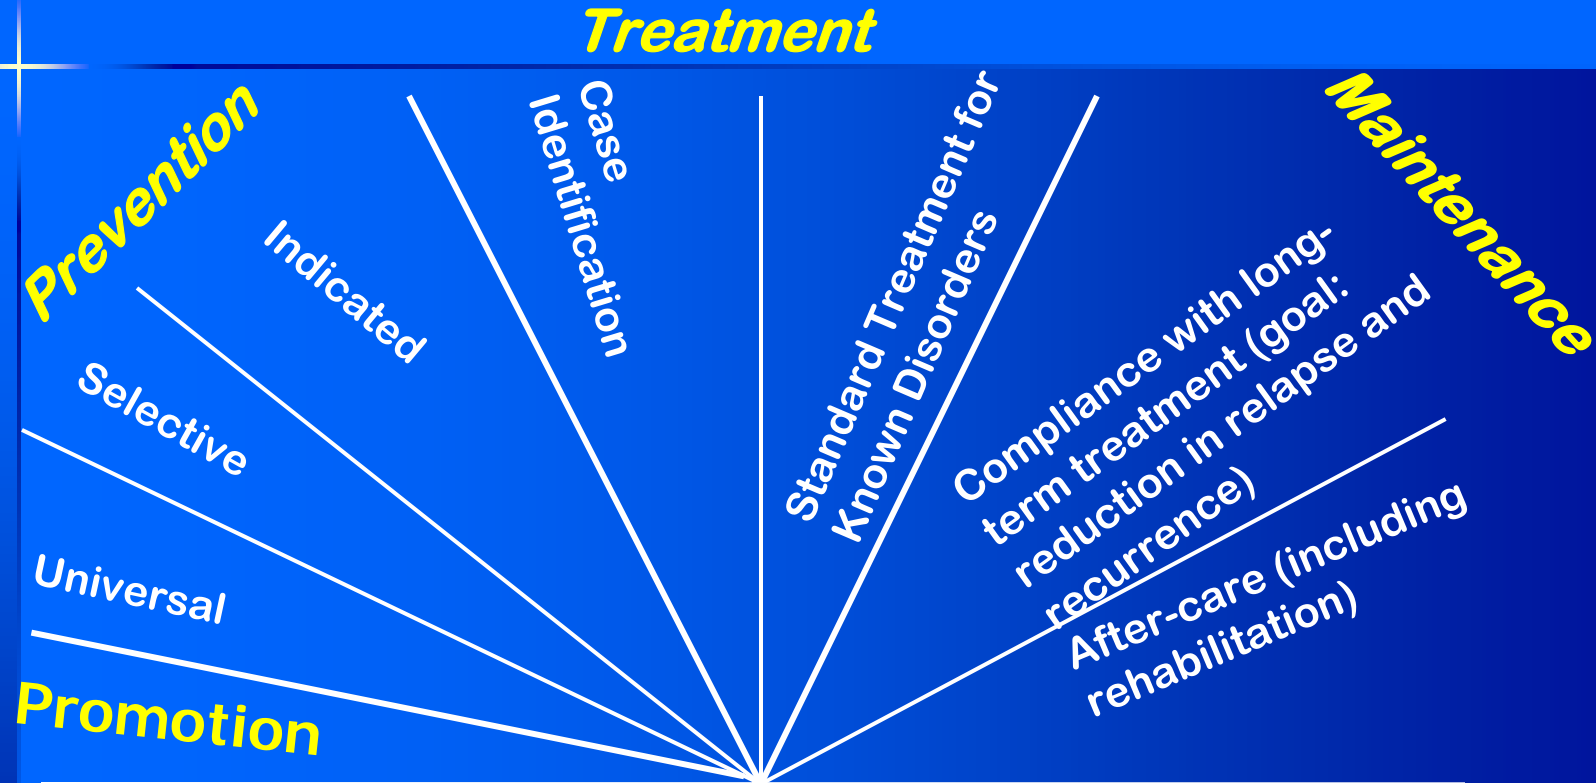 Treatment
Prevention
Maintenance
Promotion
Universal
Selective
Indicated
Case
Identification
Standard Treatment for
Known Disorders
Compliance with long-
term treatment (goal:
reduction in relapse and
recurrence)
After-care (including
rehabilitation)